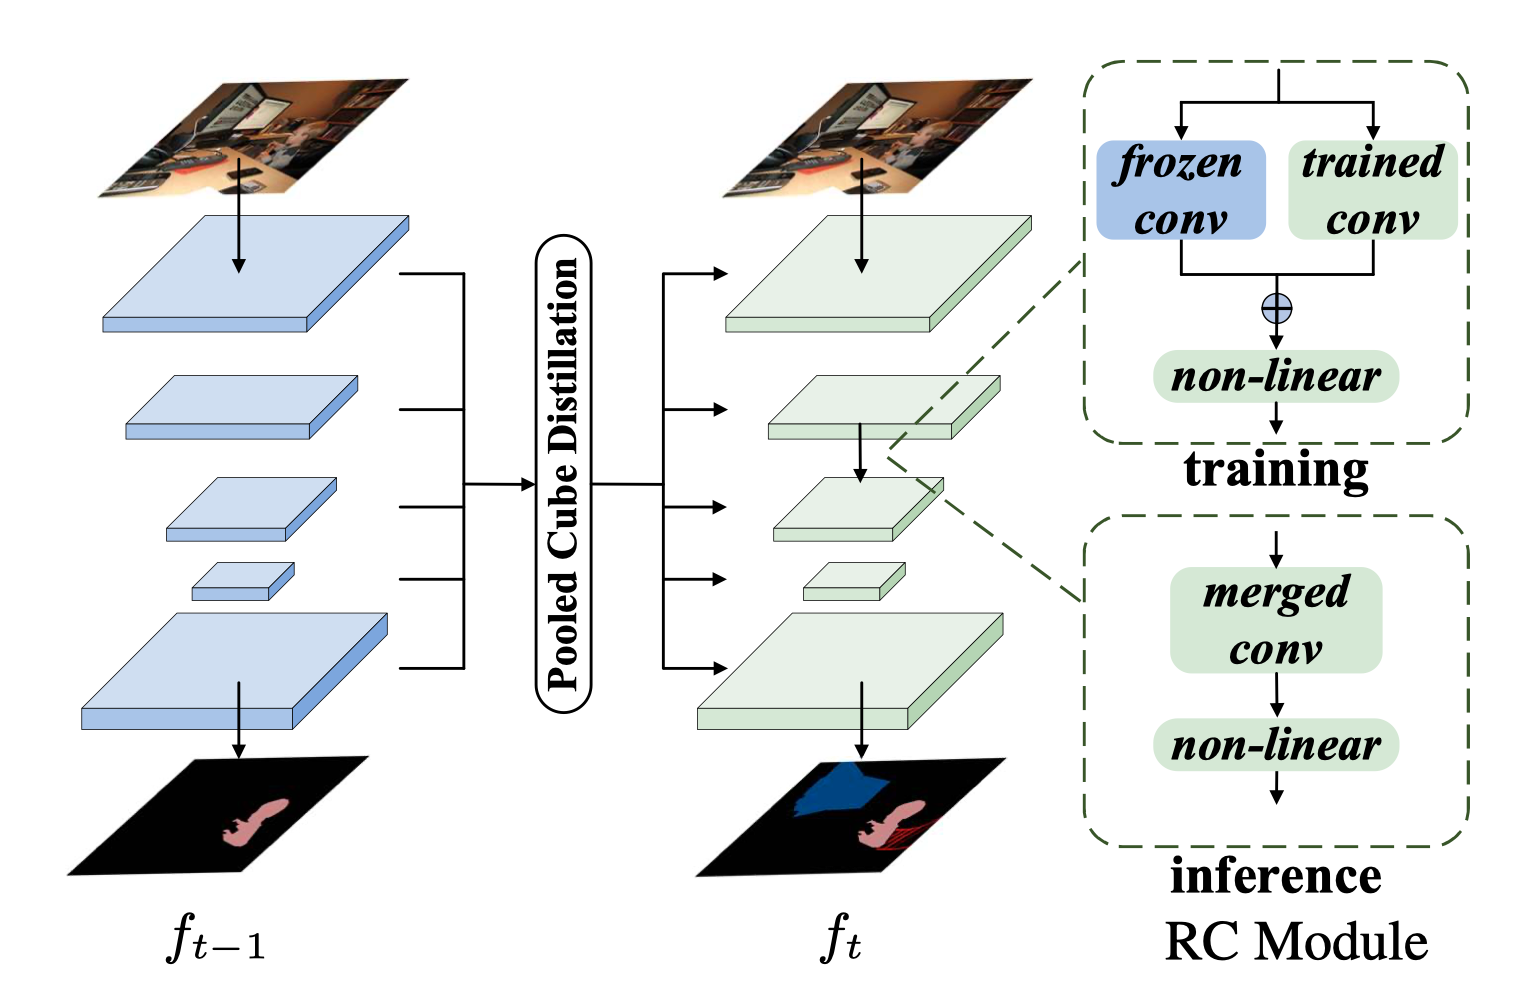 Pooled Cube Distillation
frozen
conv
trained
conv
non-linear
training
merged
conv
non-linear
inference
RC Module
f_{t-1}
f_t